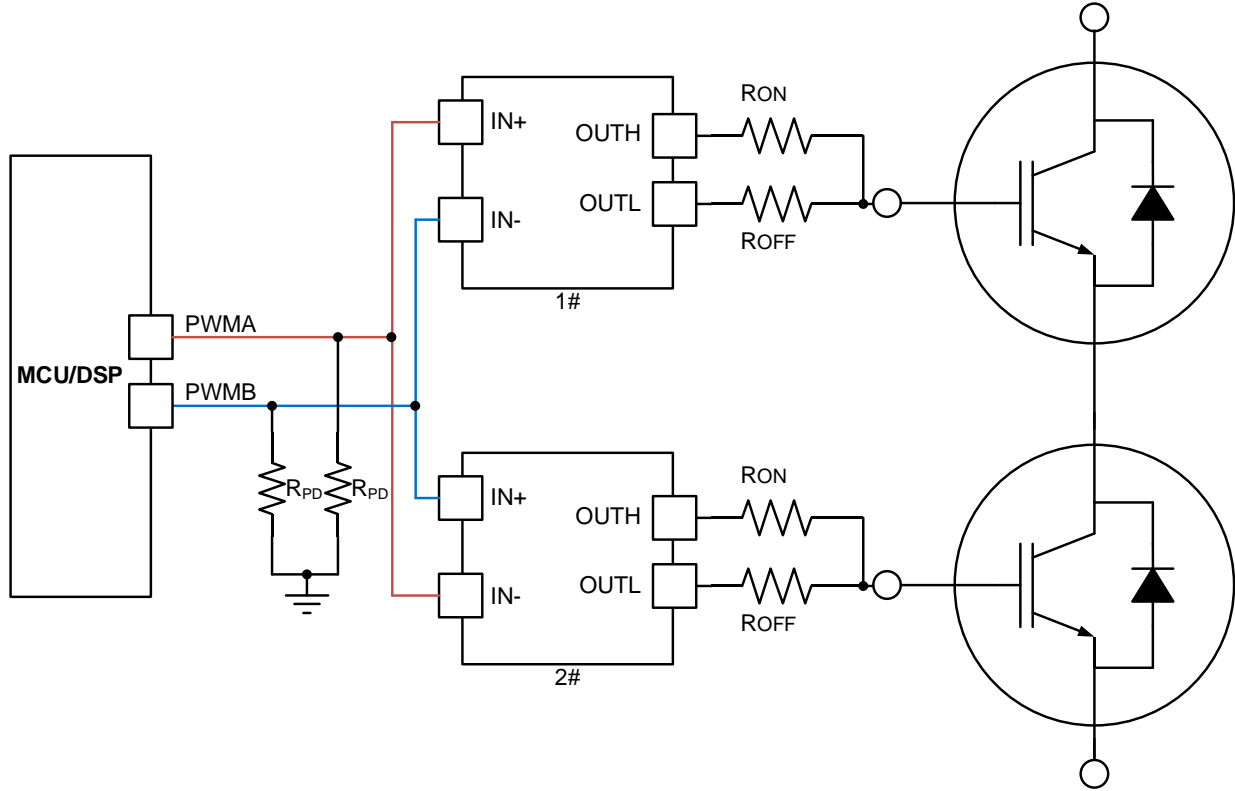 MCU/DSP
PWMA
PWMB
RPD
RPD
IN+
IN-
OUTH
OUTL
1#
RON
ROFF
IN+
IN-
OUTH
OUTL
2#
RON
ROFF